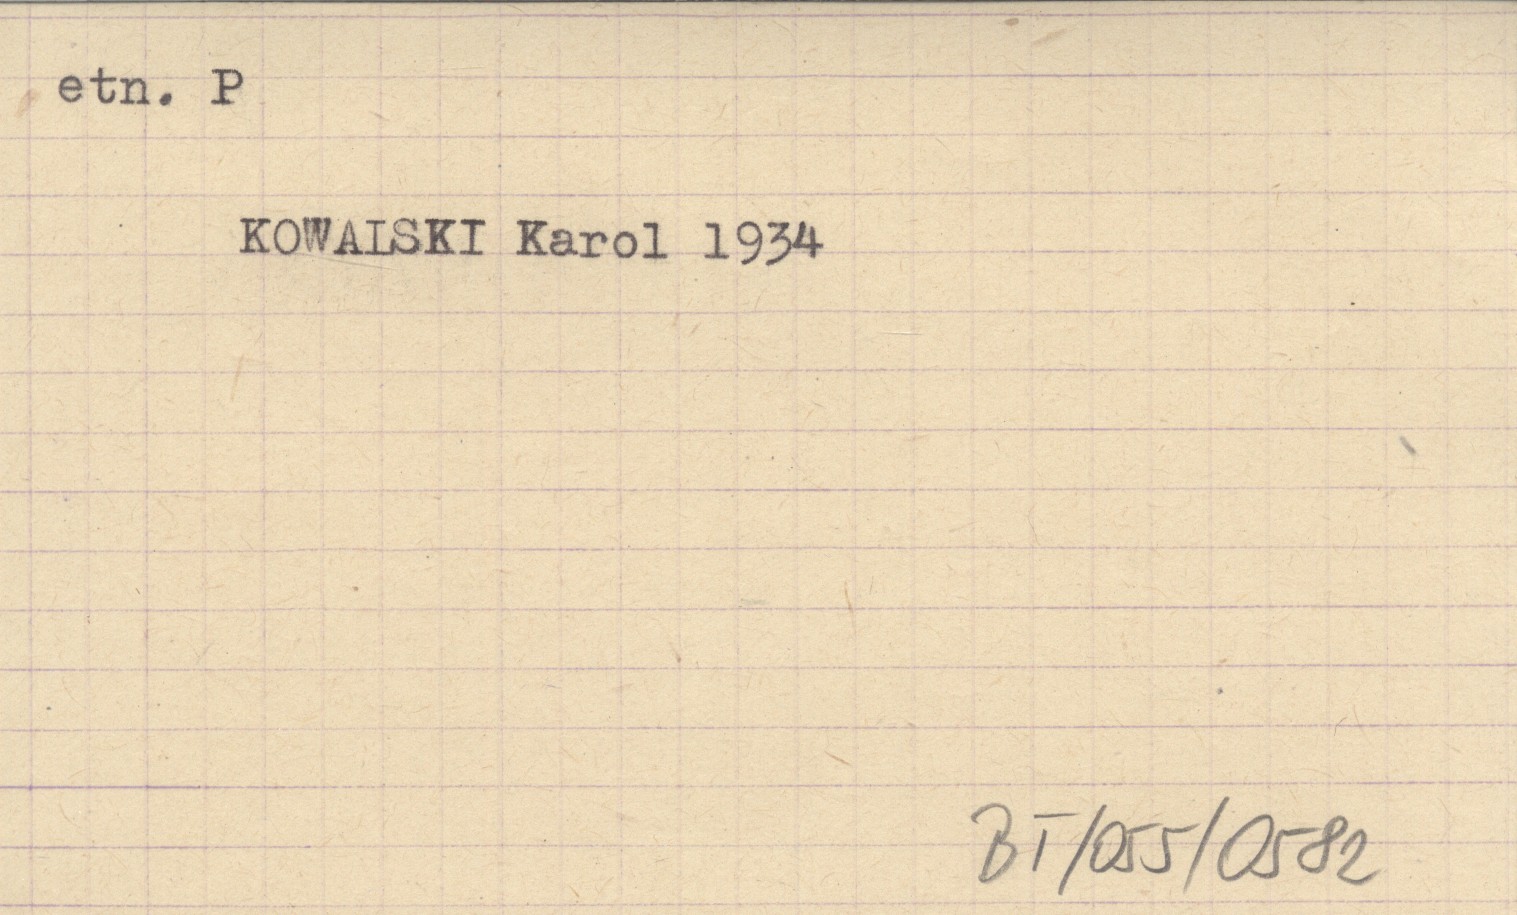 etn. P
KOWALSKI Karol 1934
BT/055/0582